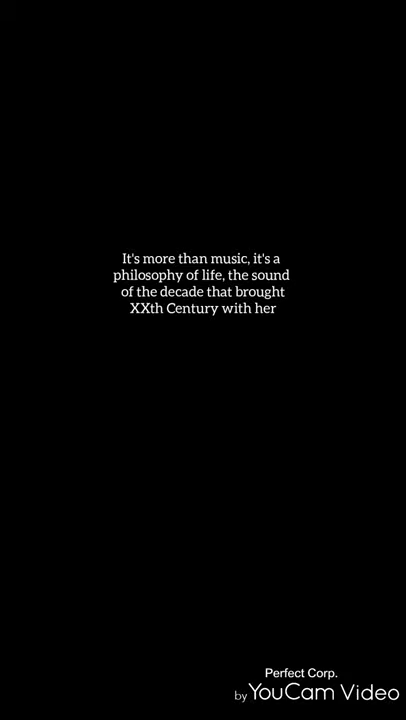 It's more than music, it's a
philosophy of life, the sound
of the decade that brought
XXth Century with her
Perfect Corp.
by YouCam Video